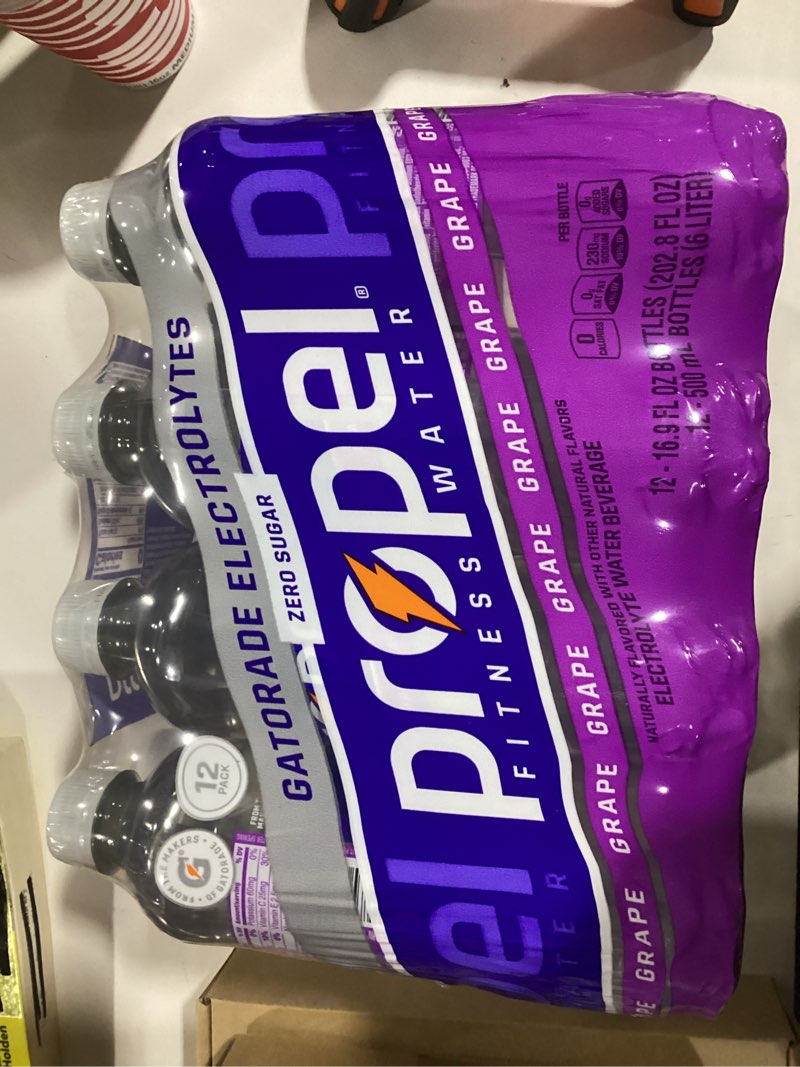 GATORADE ELECTROLYTES
ZERO SUGAR
propel®
FITNESS WATER
GRAPE GRAPE GRAPE GRAPE GRAPE GRAPE GRAPE GRAPE
NATURALLY FLAVORED WITH OTHER NATURAL FLAVORS
ELECTROLYTE WATER BEVERAGE
PER BOTTLE
0 CALORIES
0g SAT FAT
230mg SODIUM
0g ADDED SUGARS
12 - 16.9 FL OZ BOTTLES (202.8 FL OZ)
12 - 500 mL BOTTLES (6 LITER)
12 PACK
FROM THE MAKERS • OF GATORADE •
G
MEDIUM
Holden